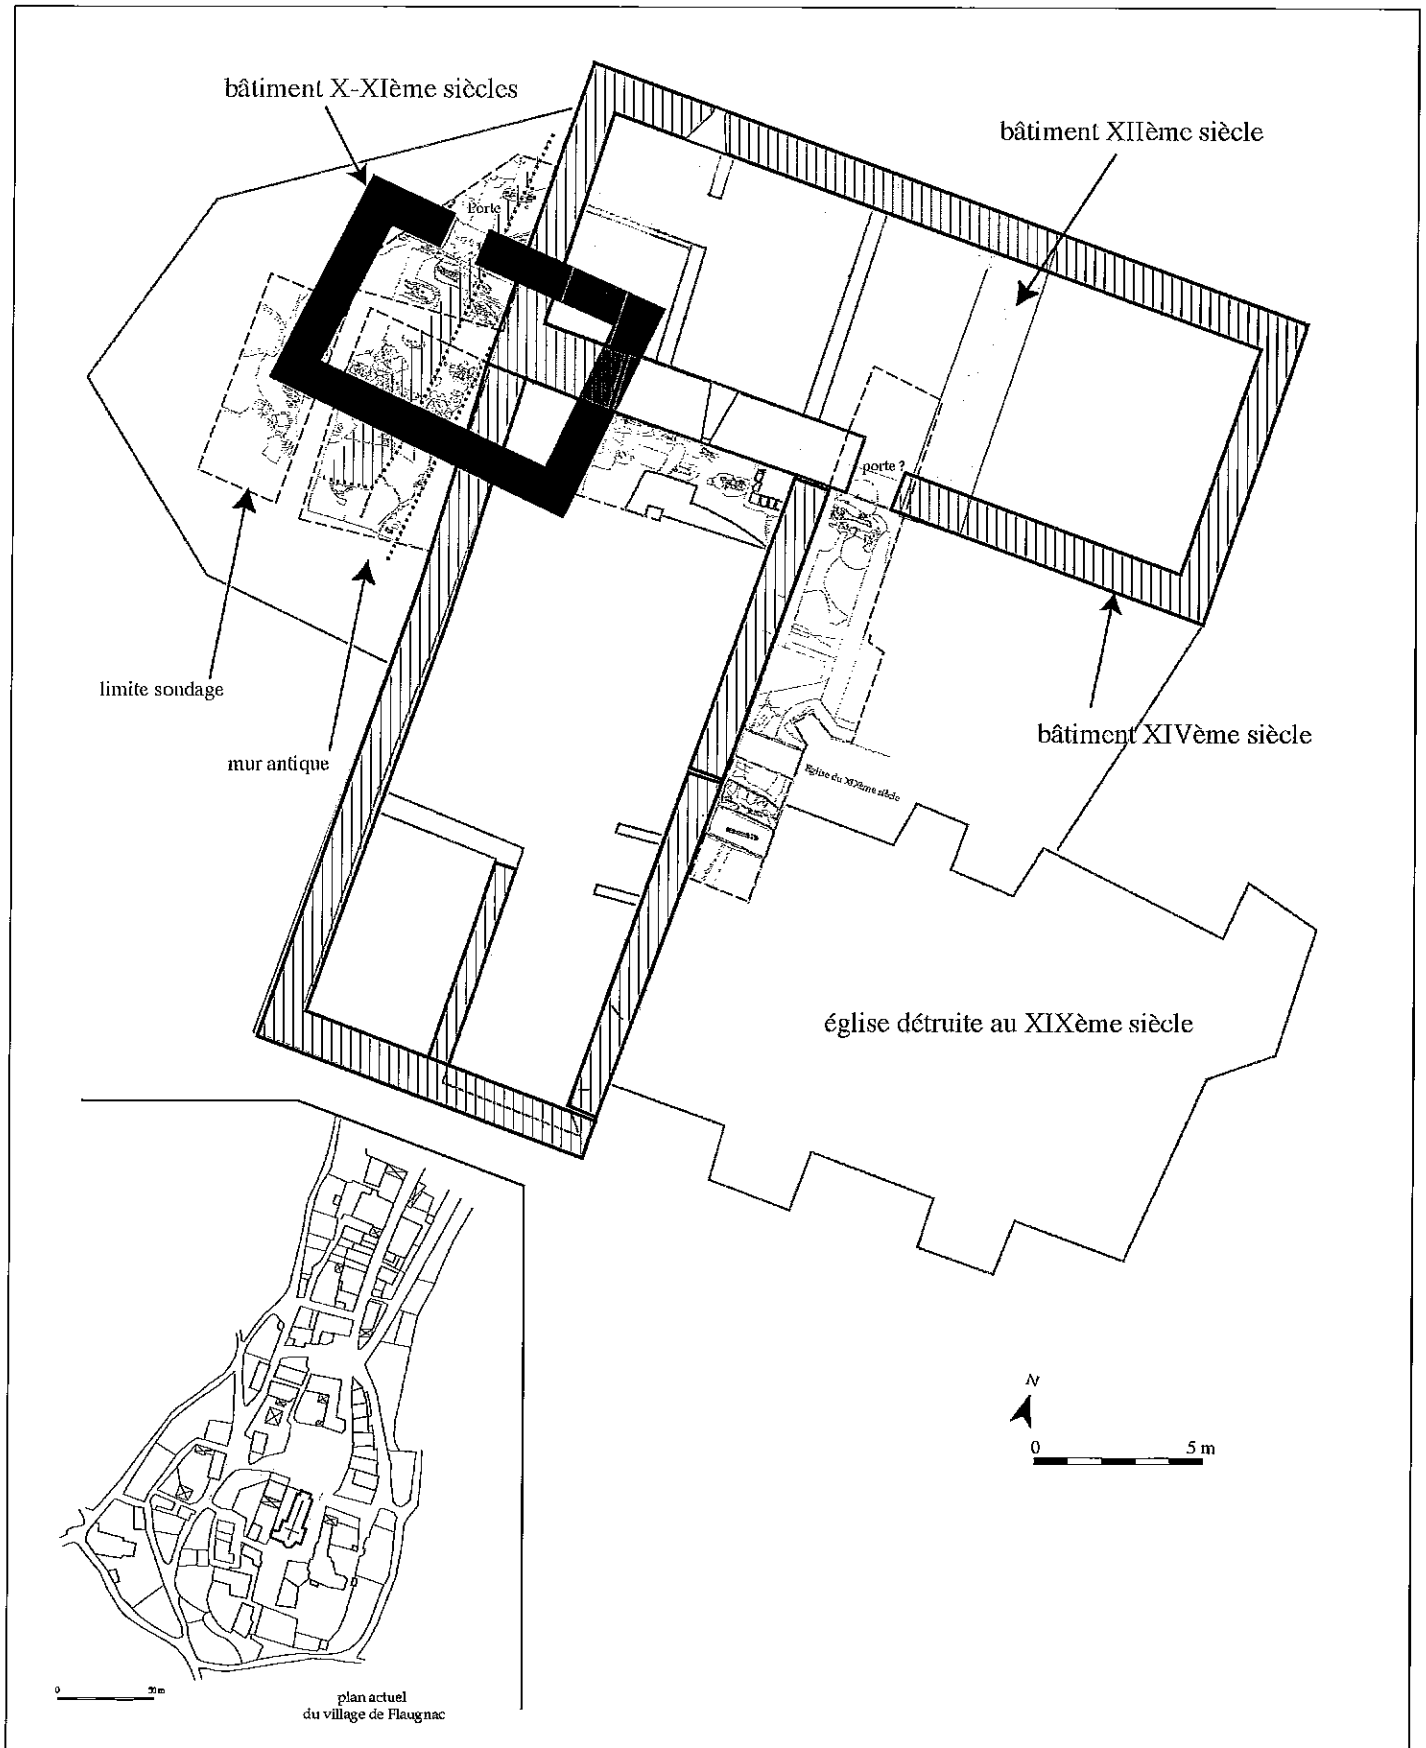 bâtiment X-XIème siècles
bâtiment XIIème siècle
Porte
porte ?
limite sondage
mur antique
bâtiment XIVème siècle
Eglise du XIXème siècle
église détruite au XIXème siècle
N
0 5 m
0 50 m
plan actuel
du village de Flaugnac